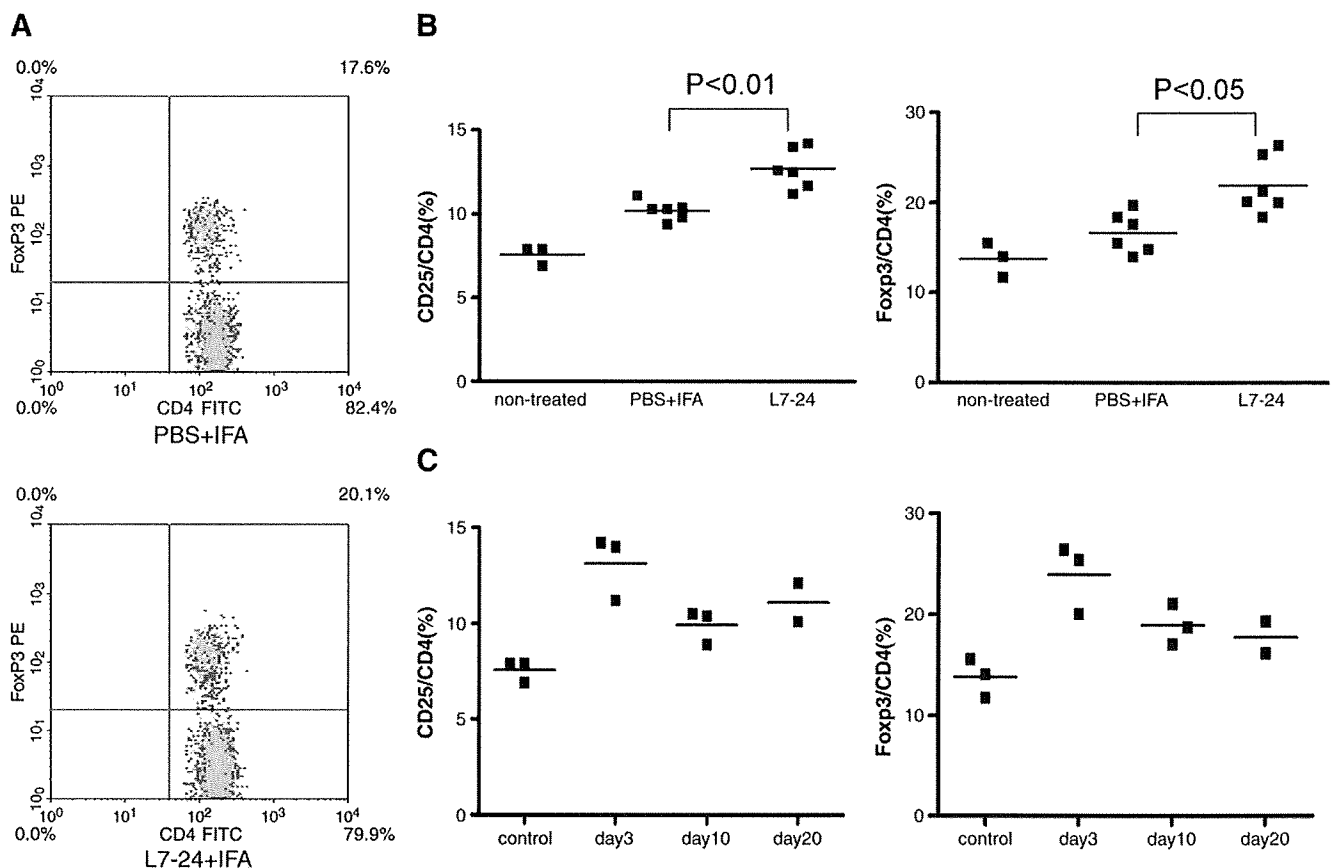 A
0.0% 17.6%
10^4
10^3
10^2
10^1
10^0
FoxP3 PE
10^0 10^1 10^2 10^3 10^4
0.0% CD4 FITC 82.4%
PBS+IFA
0.0% 20.1%
10^4
10^3
10^2
10^1
10^0
FoxP3 PE
10^0 10^1 10^2 10^3 10^4
0.0% CD4 FITC 79.9%
L7-24+IFA
B
P<0.01
15
10
5
0
CD25/CD4(%)
non-treated PBS+IFA L7-24
P<0.05
30
20
10
0
Foxp3/CD4(%)
non-treated PBS+IFA L7-24
C
15
10
5
0
CD25/CD4(%)
control day3 day10 day20
30
20
10
0
Foxp3/CD4(%)
control day3 day10 day20